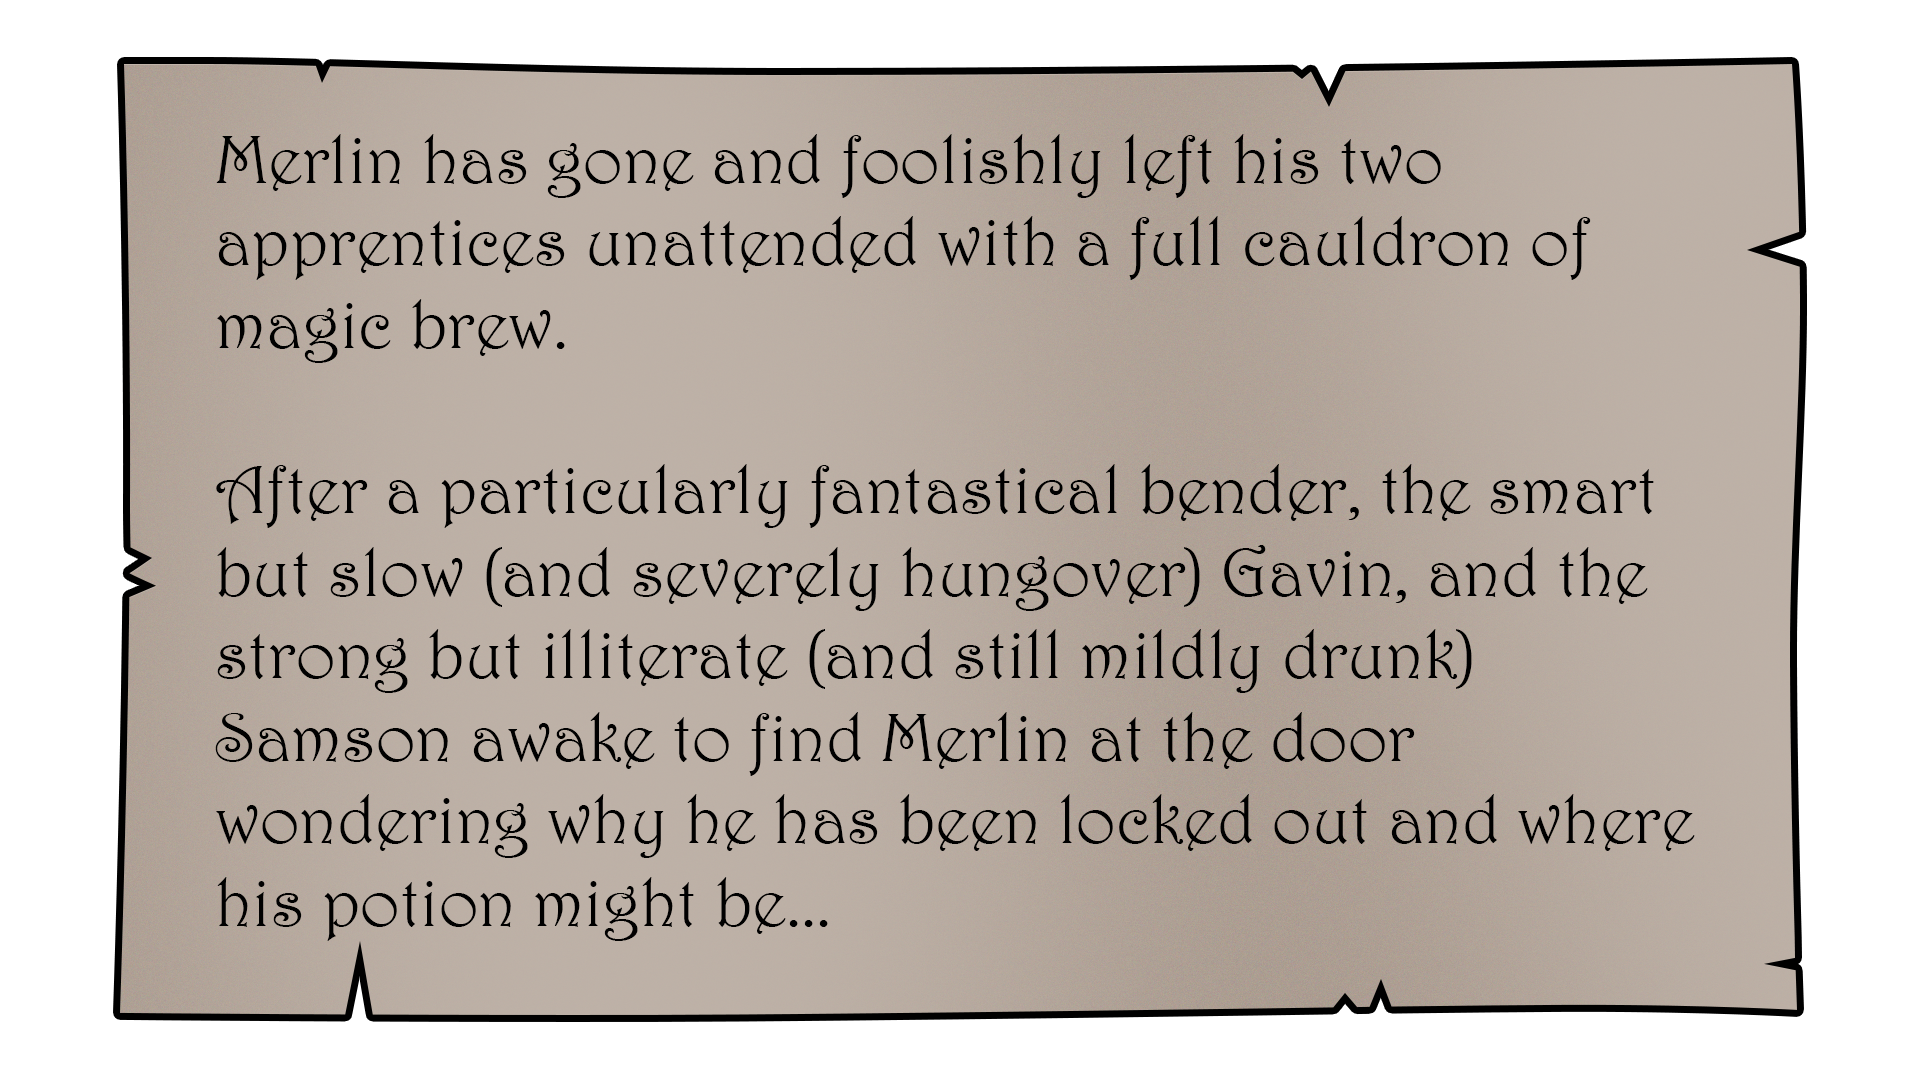 Merlin has gone and foolishly left his two
apprentices unattended with a full cauldron of
magic brew.
After a particularly fantastical bender, the smart
but slow (and severely hungover) Gavin, and the
strong but illiterate (and still mildly drunk)
Samson awake to find Merlin at the door
wondering why he has been locked out and where
his potion might be...